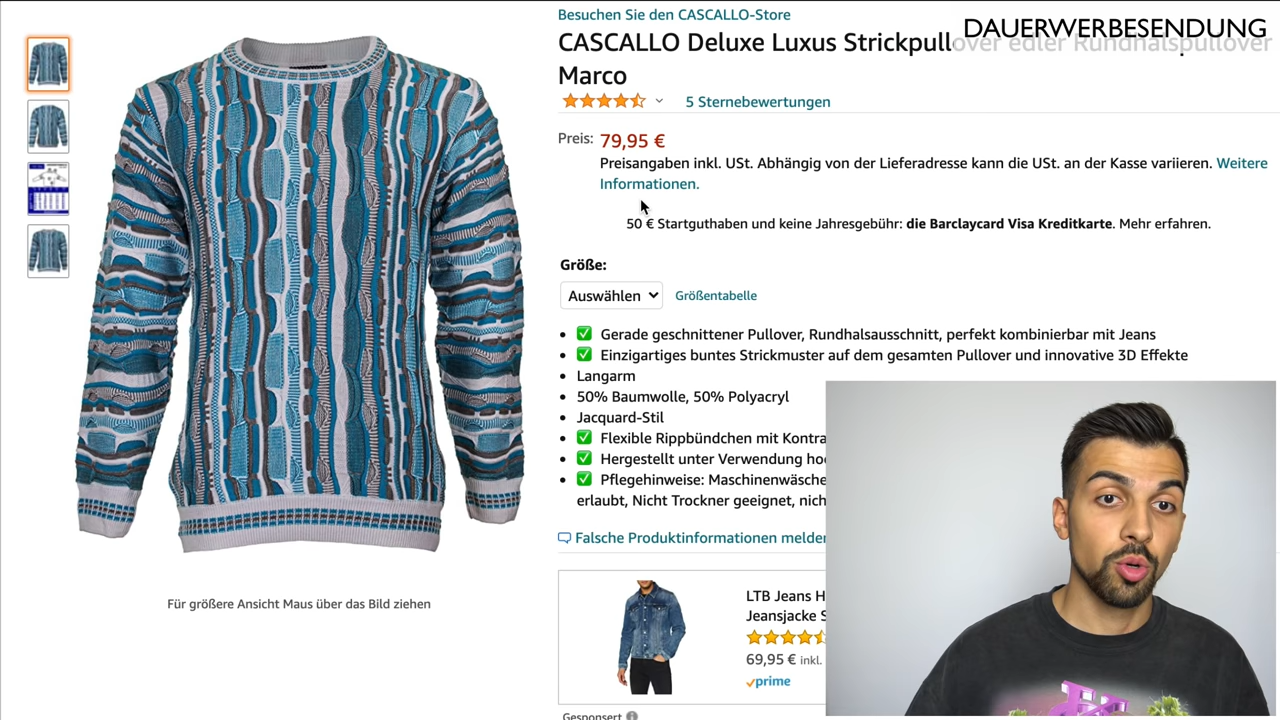 Besuchen Sie den CASCALLO-Store
DAUERWERBESENDUNG
CASCALLO Deluxe Luxus Strickpullover edler Rundhalspullover
Marco
5 Sternebewertungen
Preis: 79,95 €
Preisangaben inkl. USt. Abhängig von der Lieferadresse kann die USt. an der Kasse variieren. Weitere
Informationen.
50 € Startguthaben und keine Jahresgebühr: die Barclaycard Visa Kreditkarte. Mehr erfahren.
Größe:
Auswählen Größentabelle
Gerade geschnittener Pullover, Rundhalsausschnitt, perfekt kombinierbar mit Jeans
Einzigartiges buntes Strickmuster auf dem gesamten Pullover und innovative 3D Effekte
Langarm
50% Baumwolle, 50% Polyacryl
Jacquard-Stil
Flexible Rippbündchen mit Kontra
Hergestellt unter Verwendung ho
Pflegehinweise: Maschinenwäsche
erlaubt, Nicht Trockner geeignet, nich
Falsche Produktinformationen melden
Für größere Ansicht Maus über das Bild ziehen
LTB Jeans H
Jeansjacke S
69,95 € inkl.
prime
Gesponsert